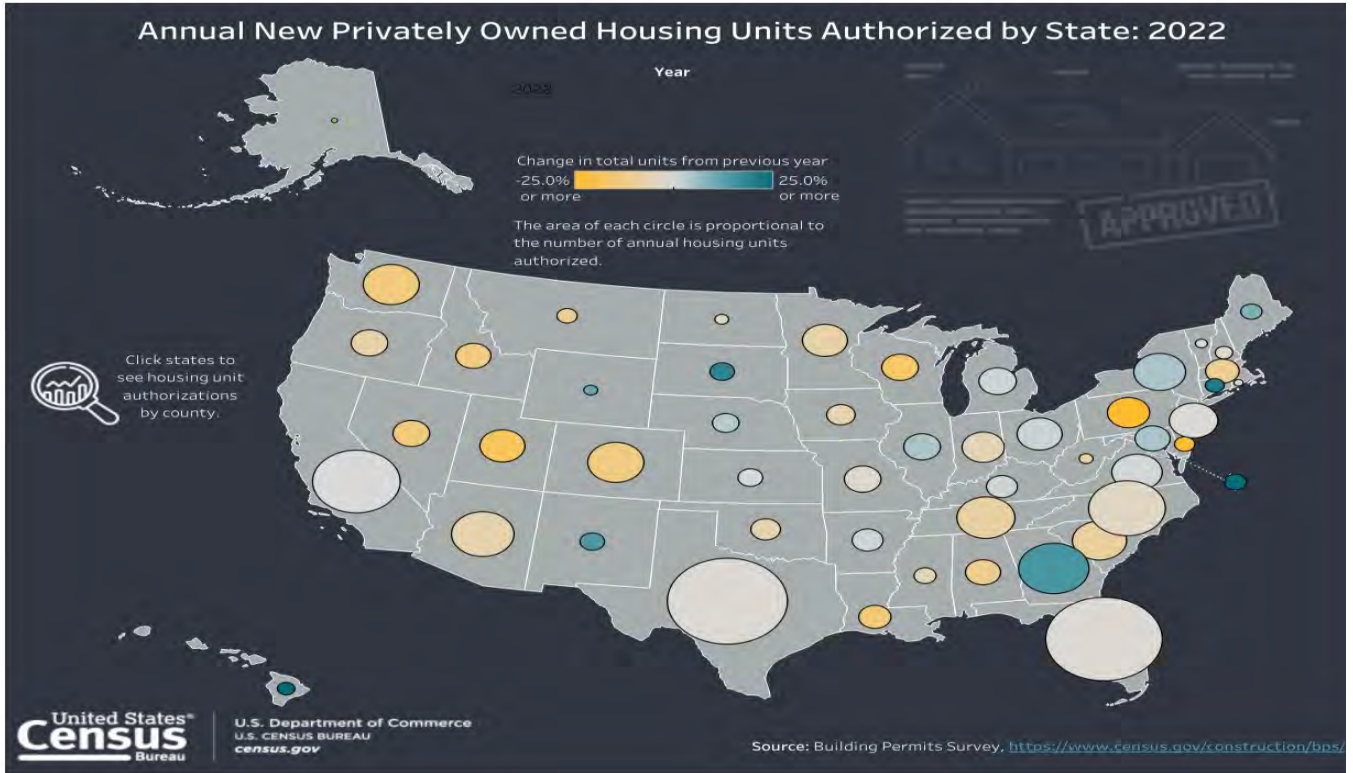 Annual New Privately Owned Housing Units Authorized by State: 2022
Year
2022
Change in total units from previous year
-25.0%
or more
25.0%
or more
The area of each circle is proportional to
the number of annual housing units
authorized.
APPROVED
Click states to
see housing unit
authorizations
by county.
United States®
Census
Bureau
U.S. Department of Commerce
U.S. CENSUS BUREAU
census.gov
Source: Building Permits Survey, https://www.census.gov/construction/bps/